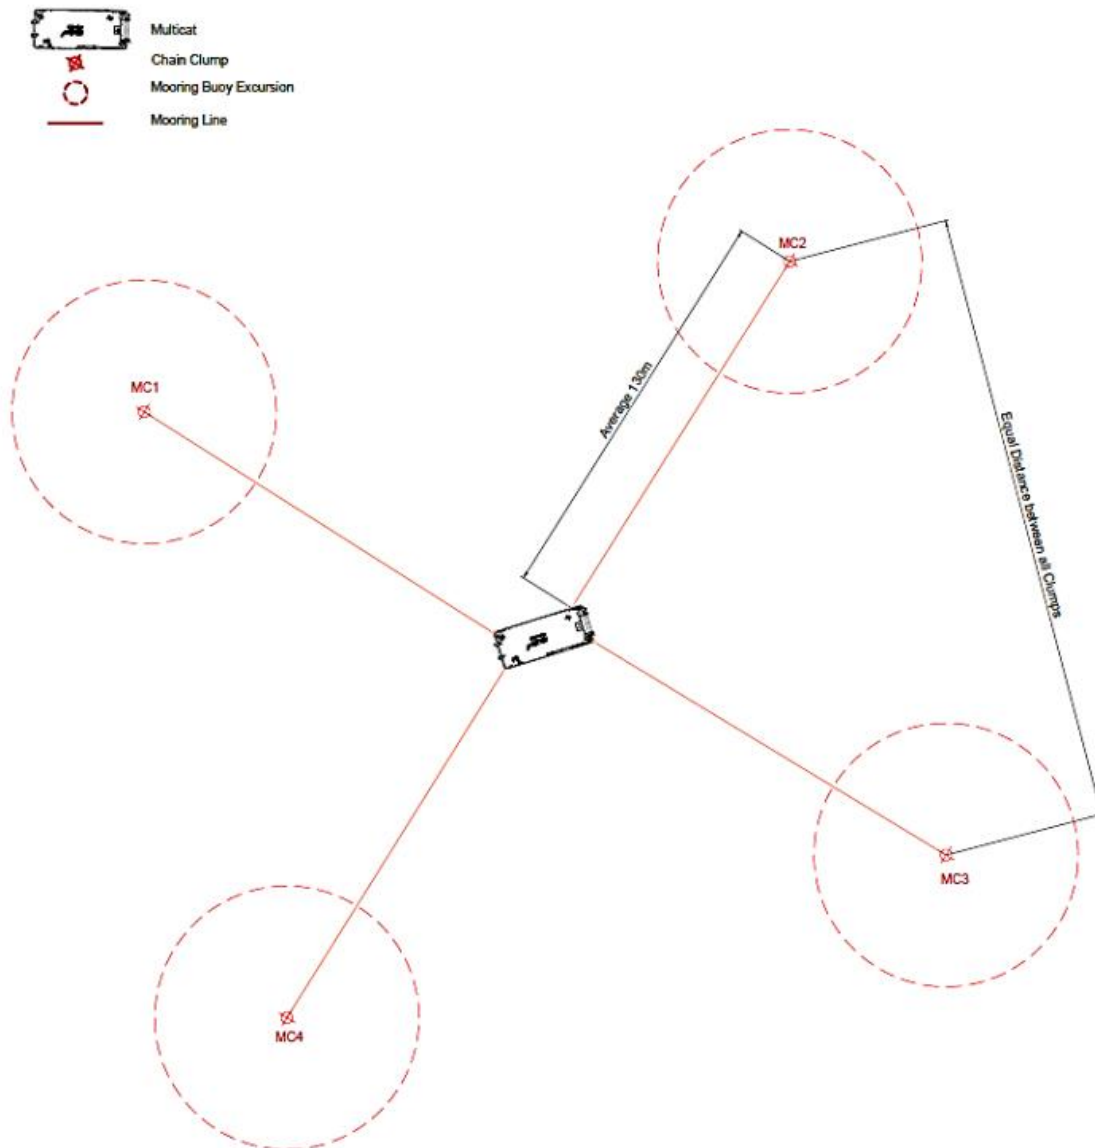 Multicat
Chain Clump
Mooring Buoy Excursion
Mooring Line
MC2
MC1
Average 130m
Equal Distance between all Clumps
MC3
MC4